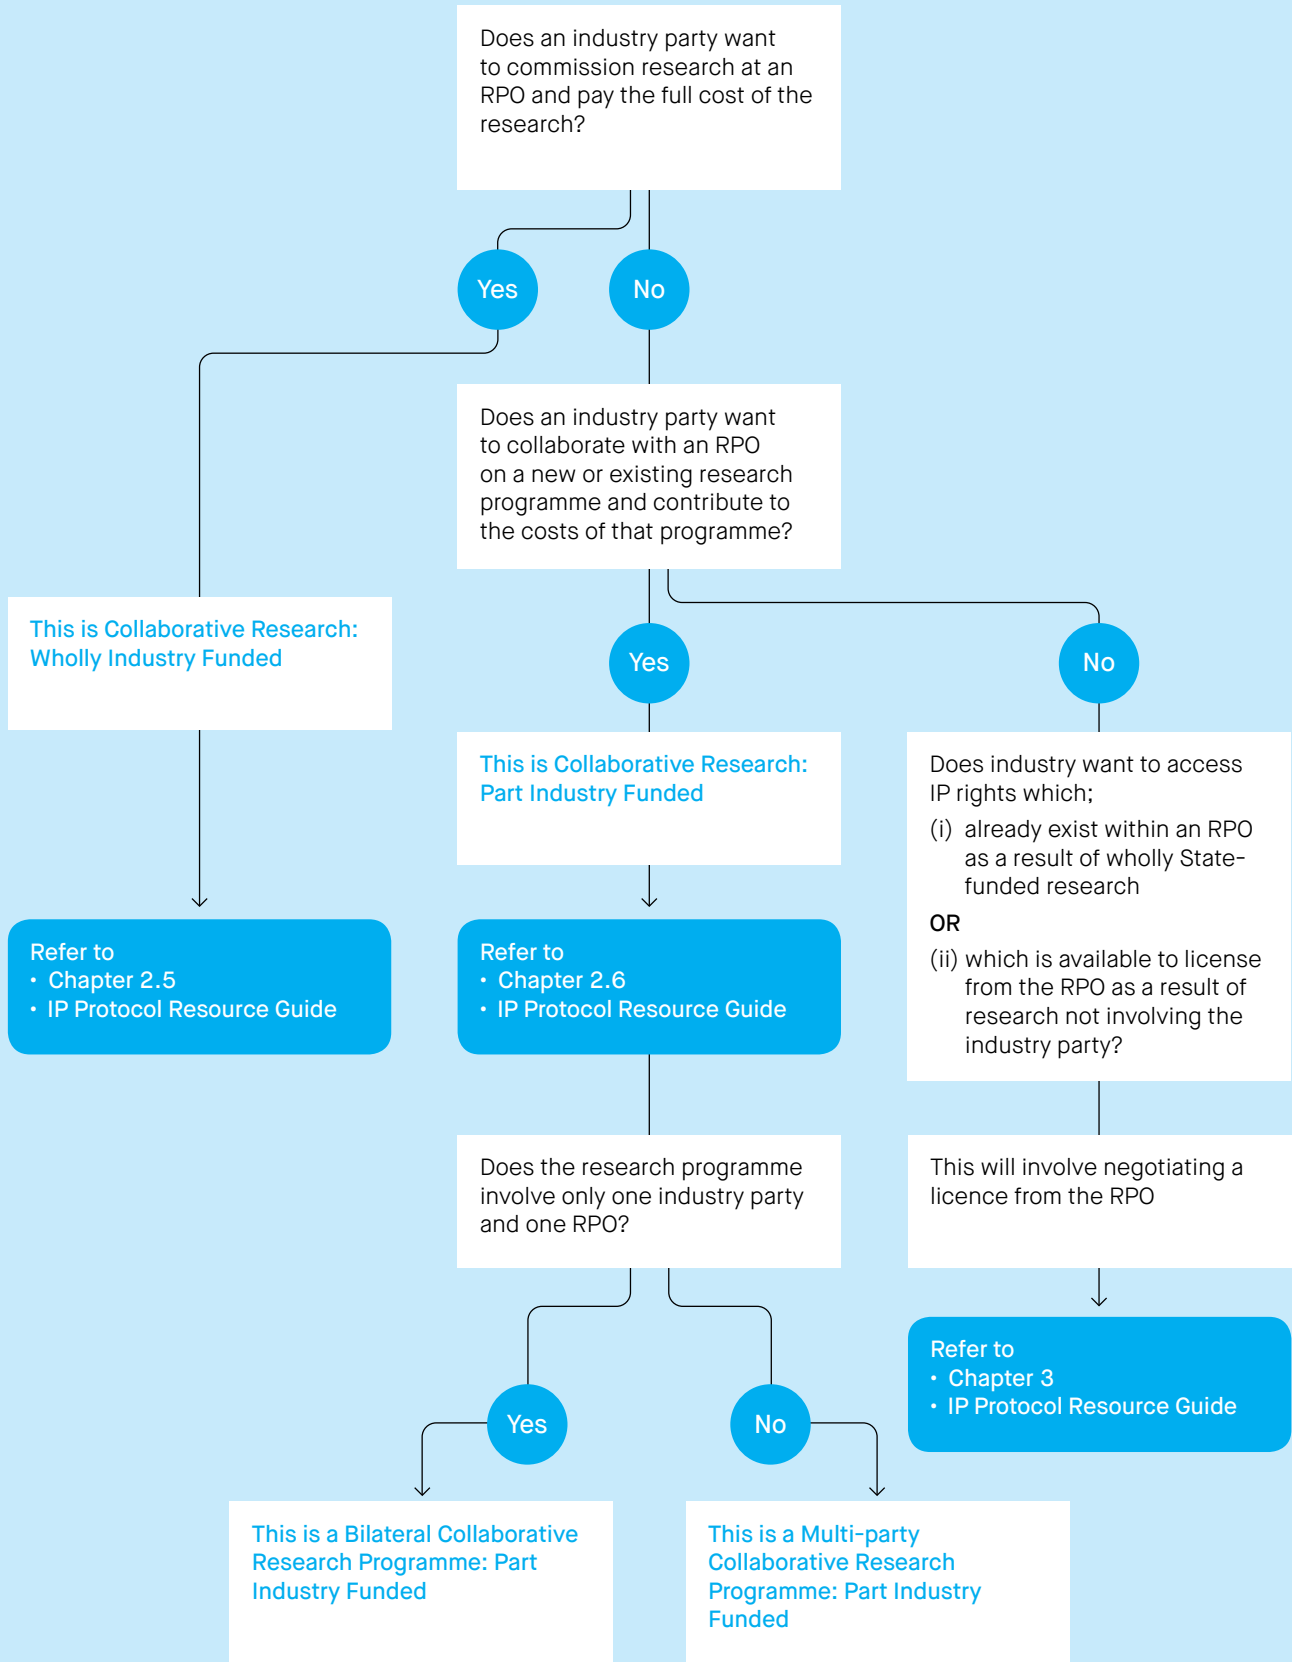 Does an industry party want
to commission research at an
RPO and pay the full cost of the
research?
Yes
No
Does an industry party want
to collaborate with an RPO
on a new or existing research
programme and contribute to
the costs of that programme?
This is Collaborative Research:
Wholly Industry Funded
Yes
No
This is Collaborative Research:
Part Industry Funded
Does industry want to access
IP rights which;
(i) already exist within an RPO
as a result of wholly State-
funded research
OR
(ii) which is available to license
from the RPO as a result of
research not involving the
industry party?
Refer to
• Chapter 2.5
• IP Protocol Resource Guide
Refer to
• Chapter 2.6
• IP Protocol Resource Guide
Does the research programme
involve only one industry party
and one RPO?
This will involve negotiating a
licence from the RPO
Refer to
• Chapter 3
• IP Protocol Resource Guide
Yes
No
This is a Bilateral Collaborative
Research Programme: Part
Industry Funded
This is a Multi-party
Collaborative Research
Programme: Part Industry
Funded